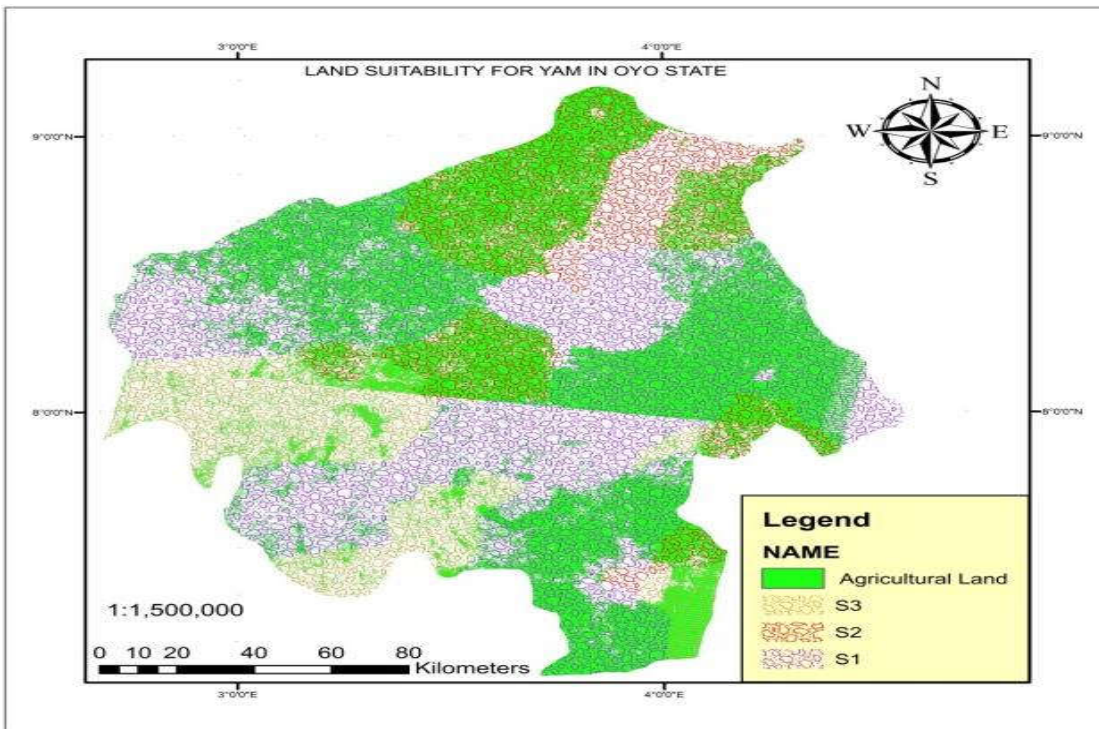 3°0'0"E 4°0'0"E
LAND SUITABILITY FOR YAM IN OYO STATE
N
W E
S
9°0'0"N 9°0'0"N
8°0'0"N 8°0'0"N
Legend
NAME
Agricultural Land
S3
S2
S1
1:1,500,000
0 10 20 40 60 80
Kilometers
3°0'0"E 4°0'0"E